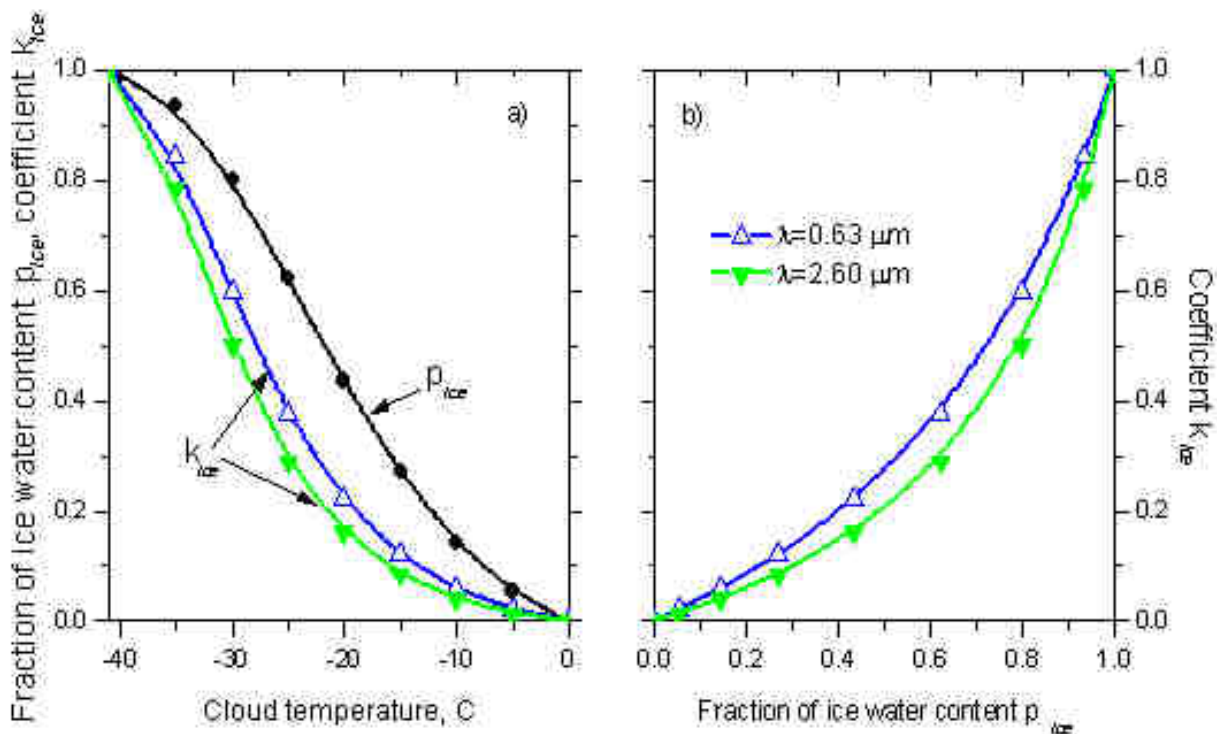 Fraction of ice water content p_ice, coefficient k_ice
1.0
0.8
0.6
0.4
0.2
0.0
a)
p_ice
k_ice
-40
-30
-20
-10
0
Cloud temperature, C
b)
λ=0.63 μm
λ=2.60 μm
0.0
0.2
0.4
0.6
0.8
1.0
Fraction of ice water content p_ice
1.0
0.8
0.6
0.4
0.2
0.0
Coefficient k_ice